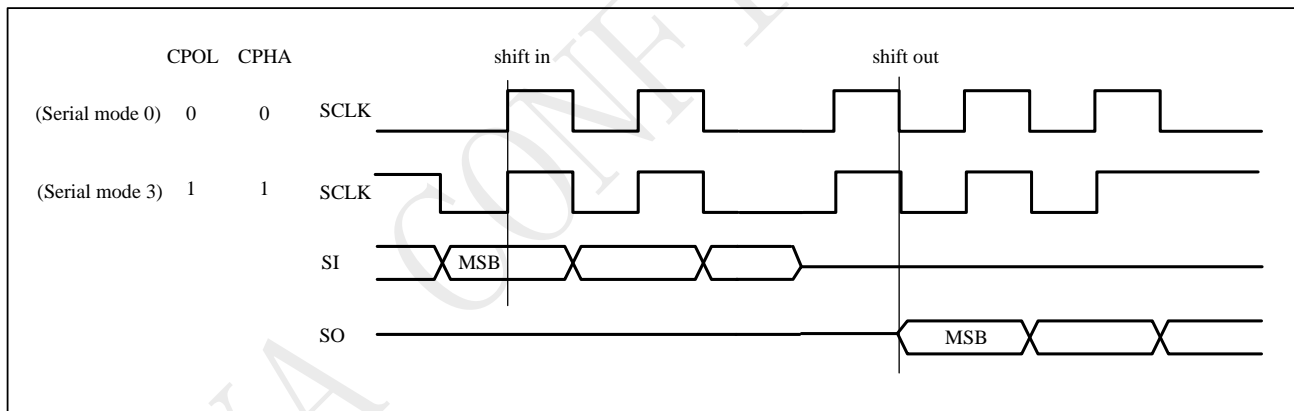 CPOL CPHA shift in shift out
(Serial mode 0) 0 0 SCLK
(Serial mode 3) 1 1 SCLK
SI MSB
SO MSB